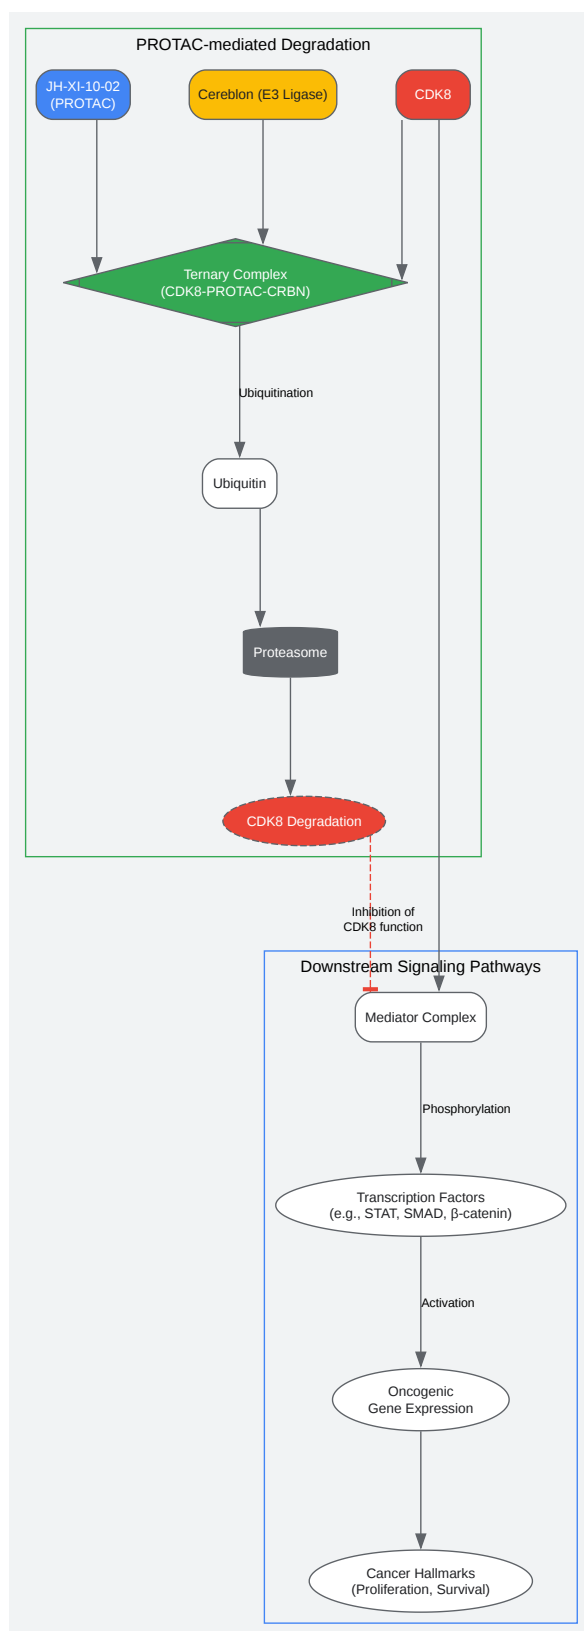 PROTAC-mediated Degradation
JH-XI-10-02
(PROTAC)
Cereblon (E3 Ligase)
CDK8
Ternary Complex
(CDK8-PROTAC-CRBN)
Ubiquitination
Ubiquitin
Proteasome
CDK8 Degradation
Inhibition of
CDK8 function
Downstream Signaling Pathways
Mediator Complex
Phosphorylation
Transcription Factors
(e.g., STAT, SMAD, β-catenin)
Activation
Oncogenic
Gene Expression
Cancer Hallmarks
(Proliferation, Survival)